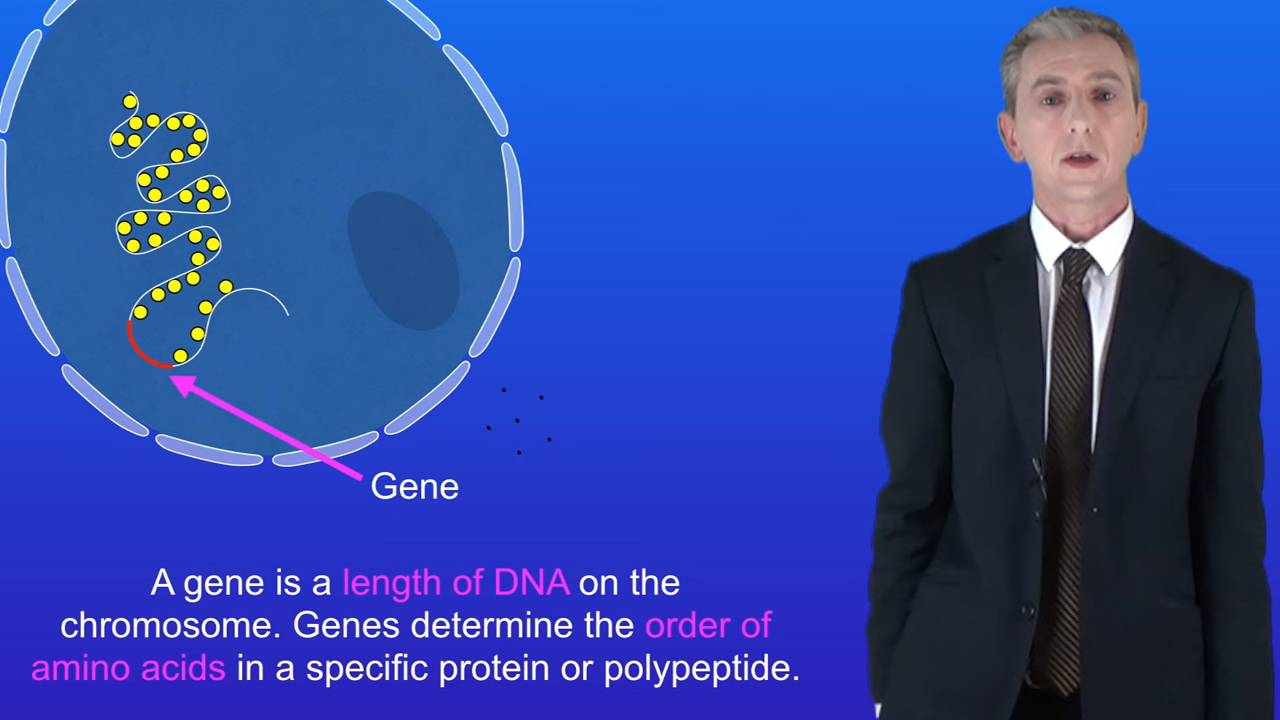 Gene
A gene is a length of DNA on the
chromosome. Genes determine the order of
amino acids in a specific protein or polypeptide.